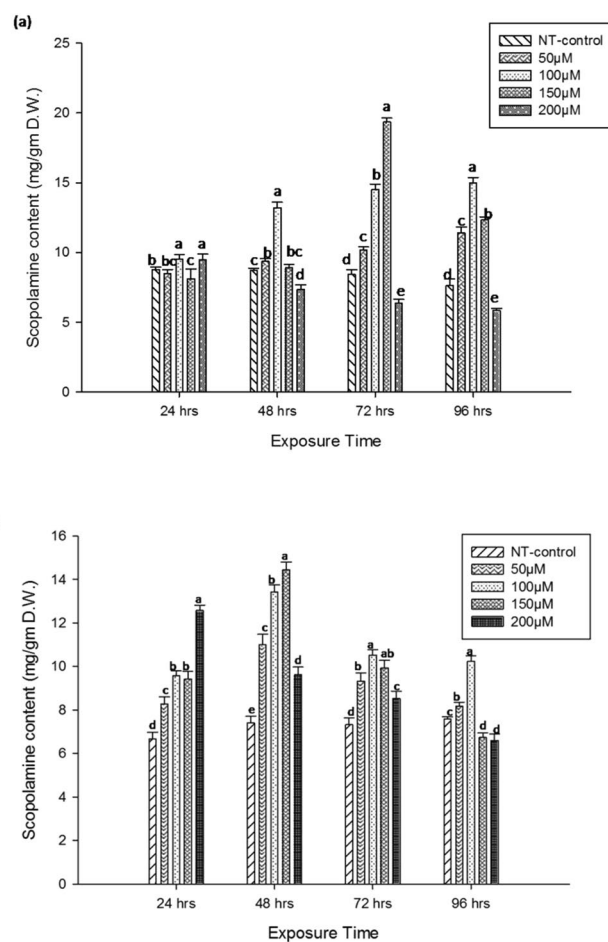 (a)
25
20
15
10
5
0
Scopolamine content (mg/gm D.W.)
NT-control
50µM
100µM
150µM
200µM
b bc a c a
c b a bc d
d c b a e
d c a b e
24 hrs 48 hrs 72 hrs 96 hrs
Exposure Time
16
14
12
10
8
6
4
2
0
Scopolamine content (mg/gm D.W.)
NT-control
50µM
100µM
150µM
200µM
d c b b a
e c b a d
d b a ab c
c b a d d
24 hrs 48 hrs 72 hrs 96 hrs
Exposure Time